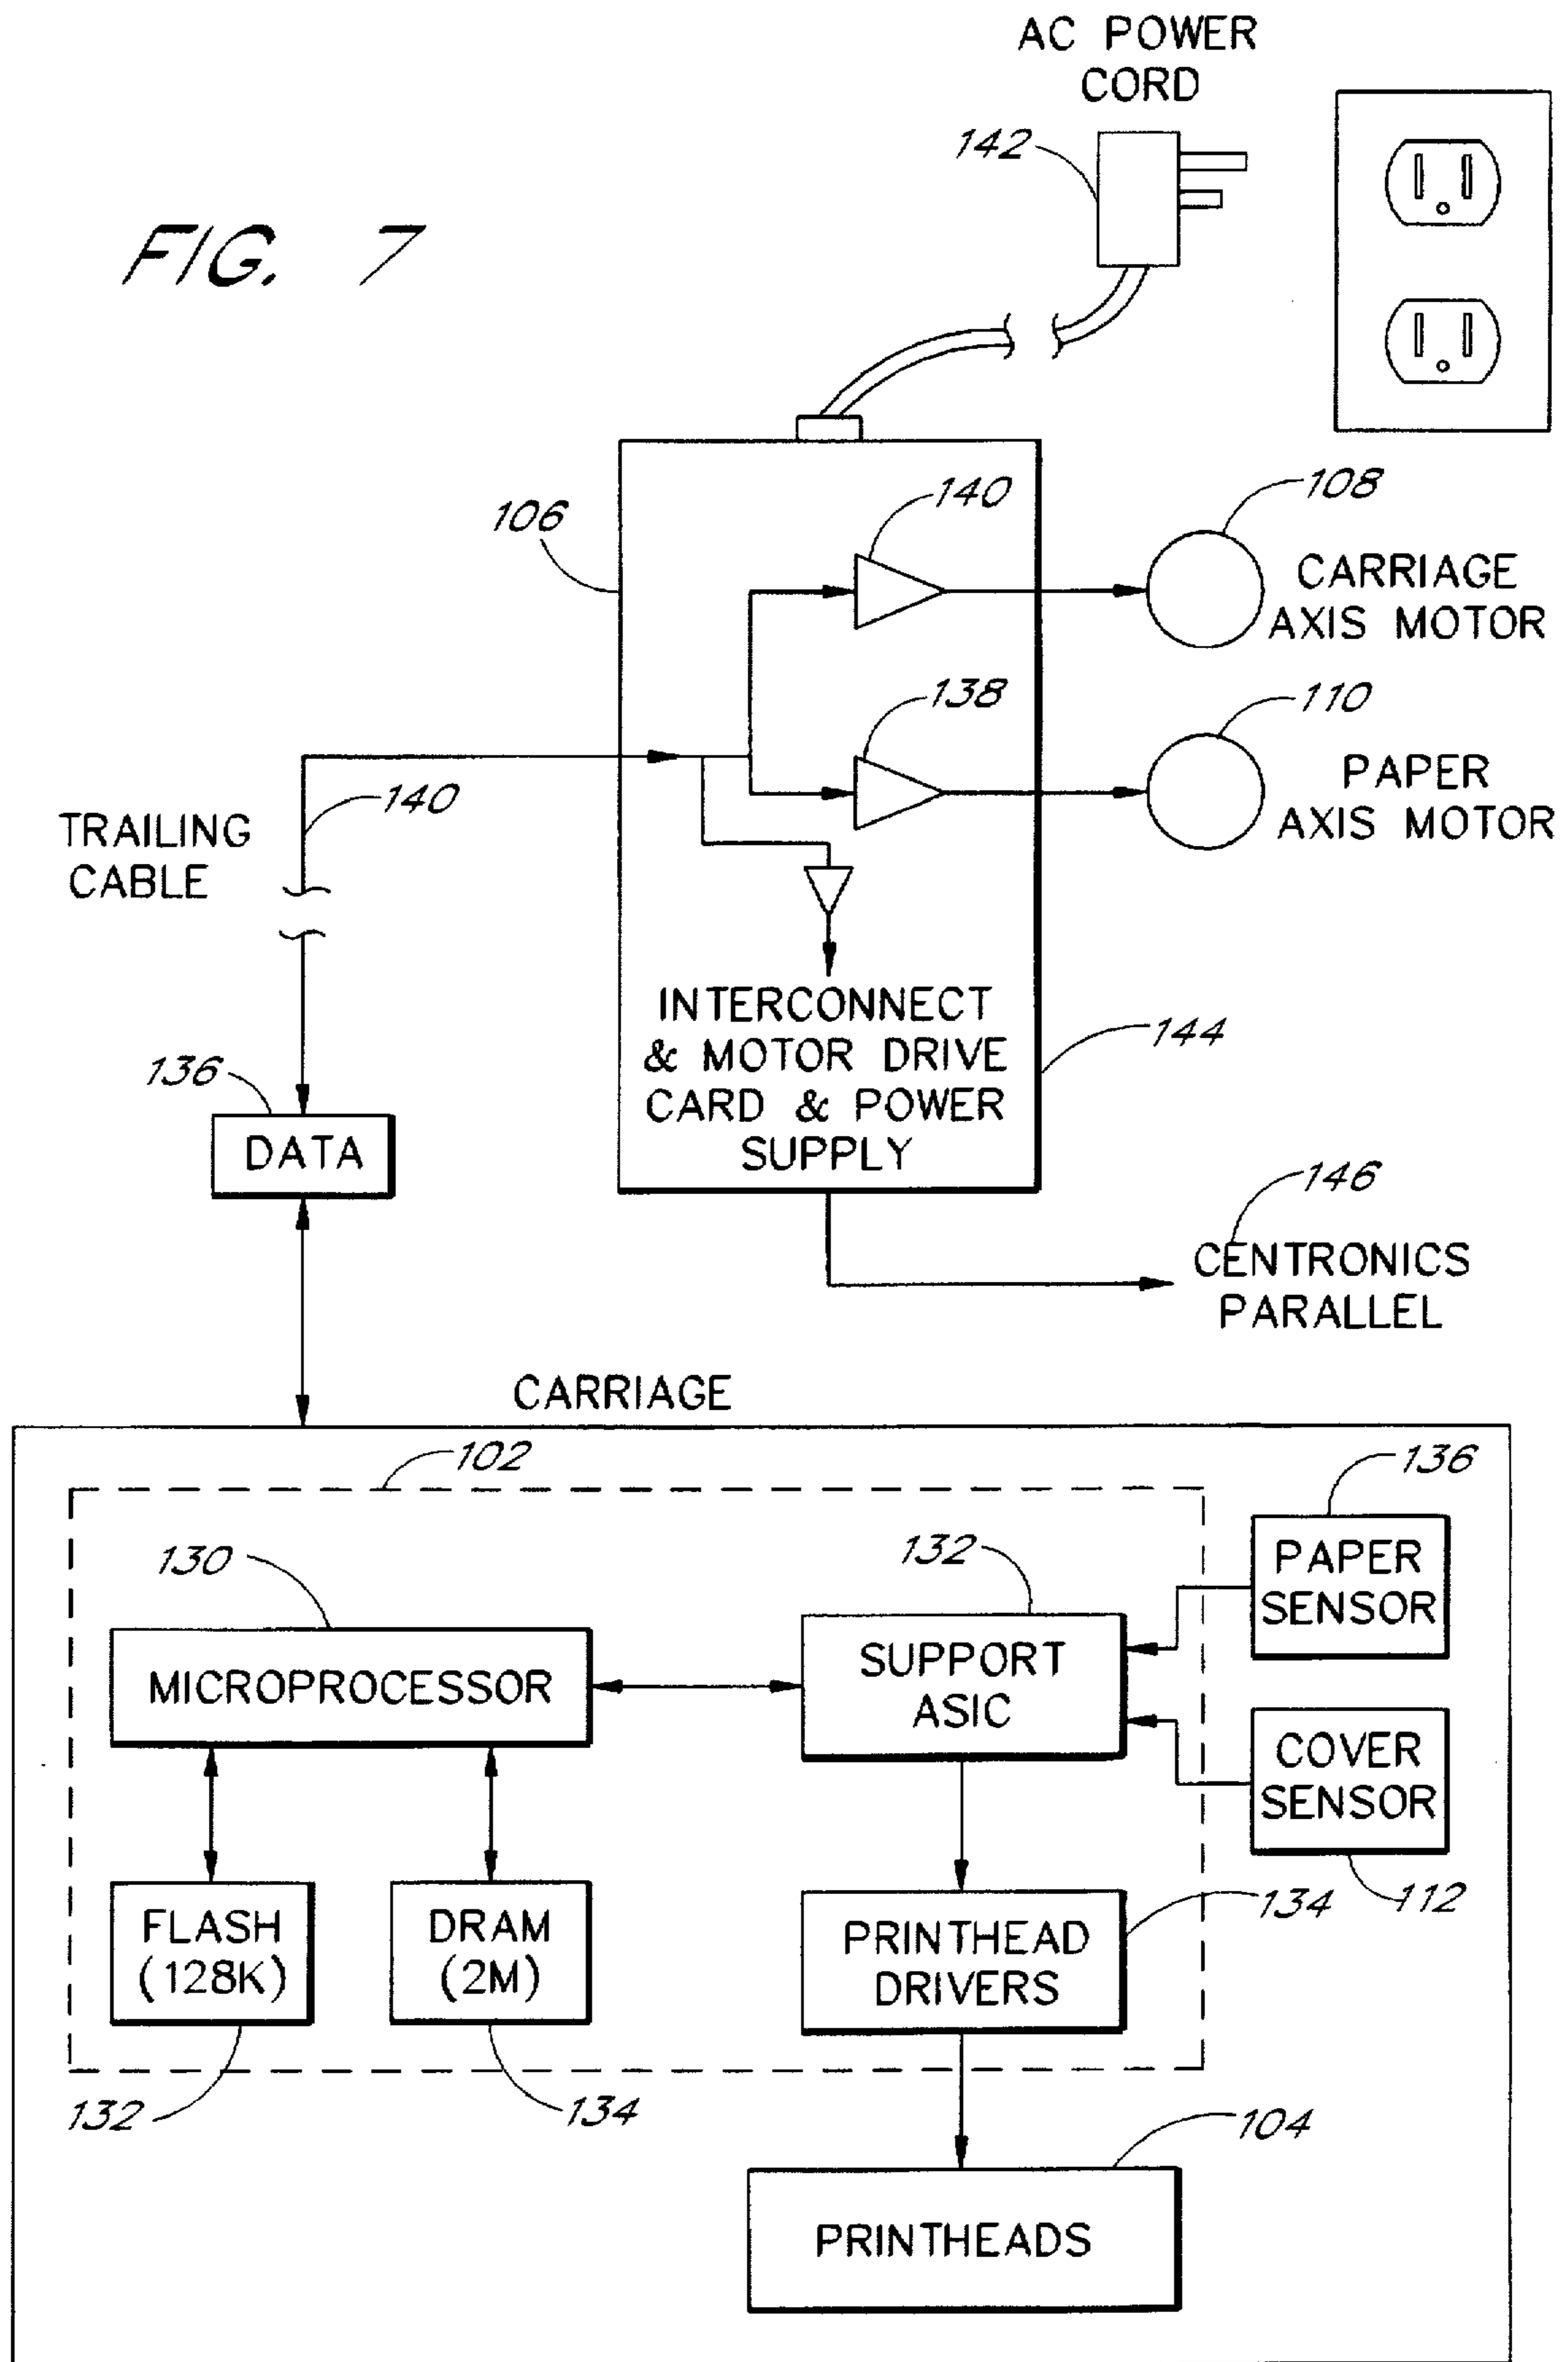 AC POWER
CORD
142
FIG. 7
140
108
106
CARRIAGE
AXIS MOTOR
138
110
PAPER
AXIS MOTOR
140
TRAILING
CABLE
INTERCONNECT
& MOTOR DRIVE
CARD & POWER
SUPPLY
144
136
DATA
146
CENTRONICS
PARALLEL
CARRIAGE
102
136
PAPER
SENSOR
130
132
MICROPROCESSOR
SUPPORT
ASIC
COVER
SENSOR
112
FLASH
(128K)
DRAM
(2M)
PRINTHEAD
DRIVERS
134
132
134
104
PRINTHEADS